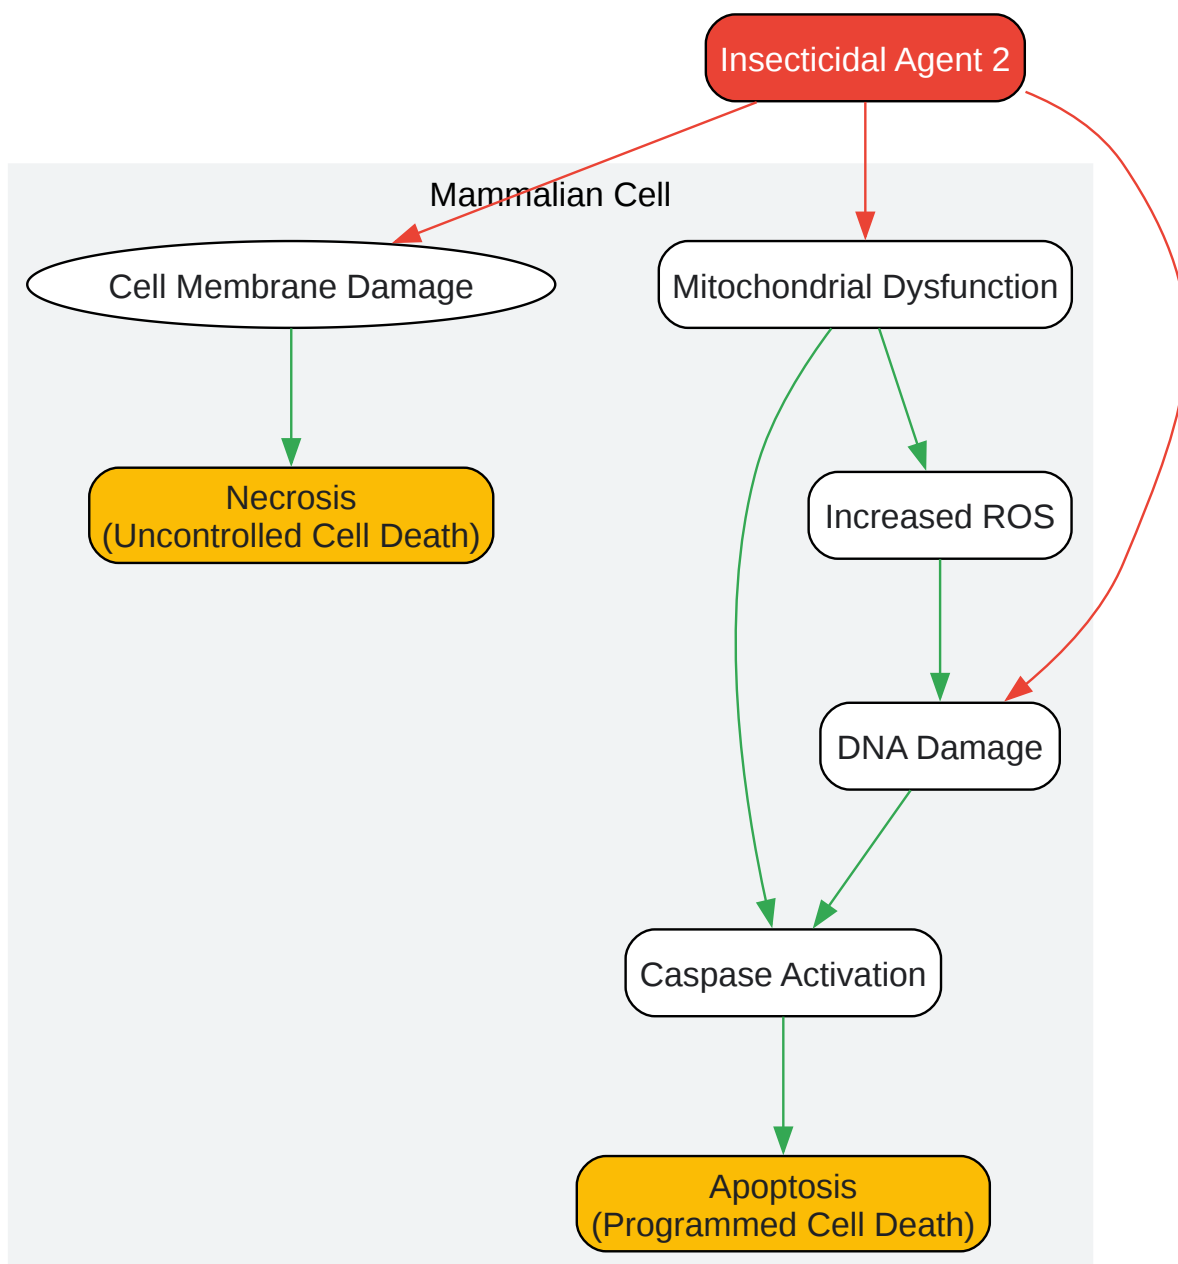 Insecticidal Agent 2
Mammalian Cell
Cell Membrane Damage
Mitochondrial Dysfunction
Necrosis
(Uncontrolled Cell Death)
Increased ROS
DNA Damage
Caspase Activation
Apoptosis
(Programmed Cell Death)